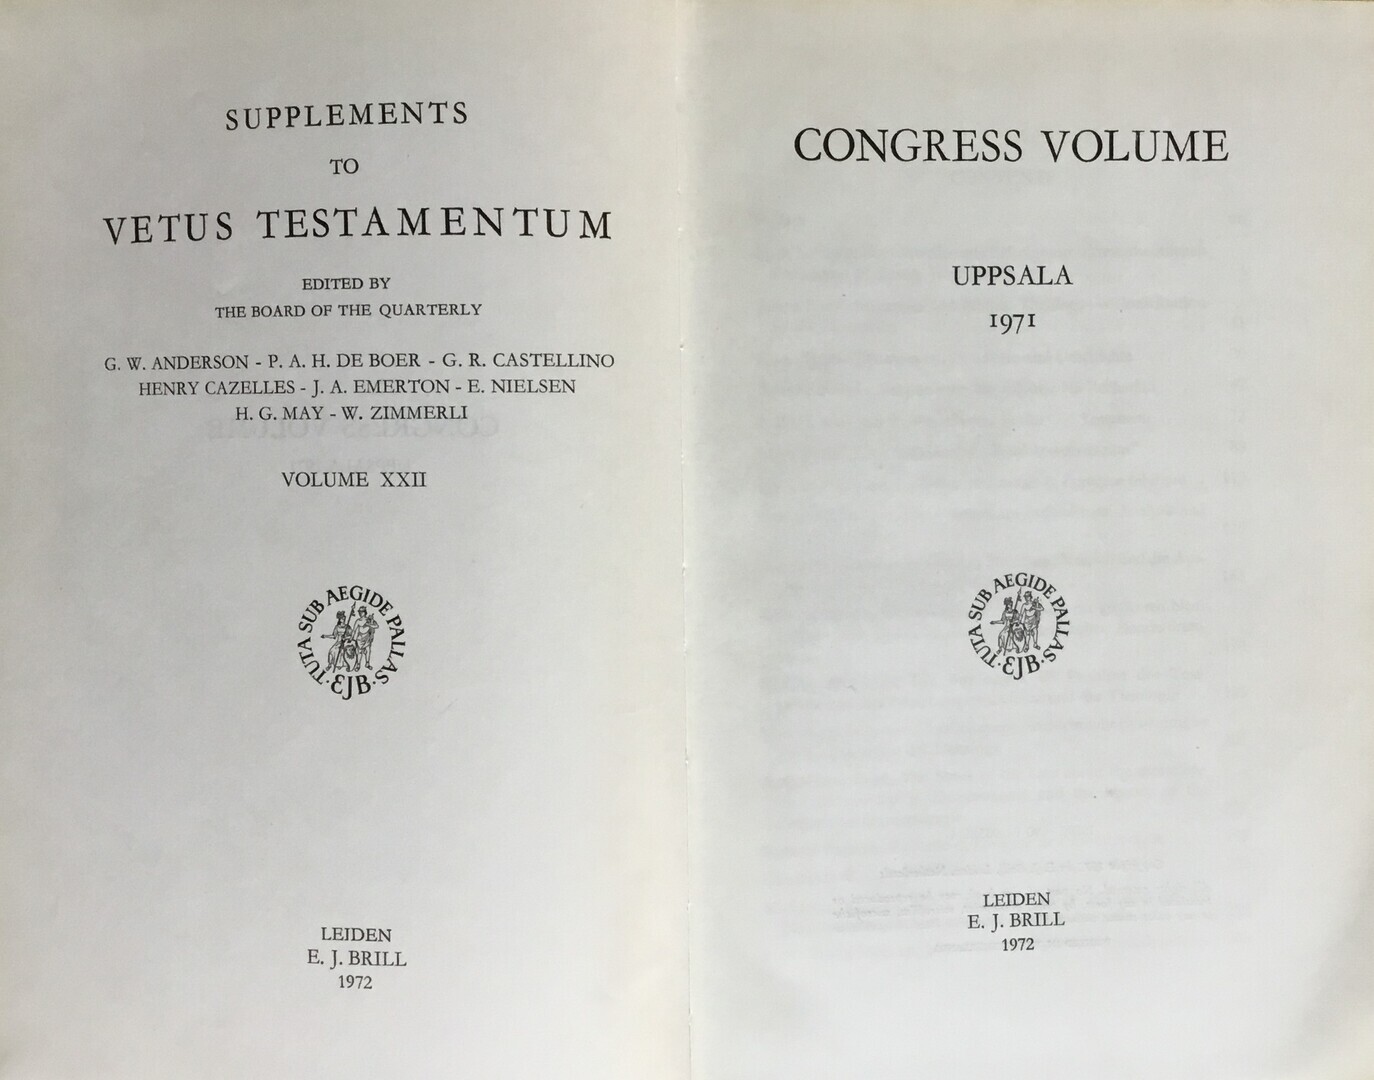 SUPPLEMENTS
TO
VETUS TESTAMENTUM
EDITED BY
THE BOARD OF THE QUARTERLY
G. W. ANDERSON - P. A. H. DE BOER - G. R. CASTELLINO
HENRY CAZELLES - J. A. EMERTON - E. NIELSEN
H. G. MAY - W. ZIMMERLI
VOLUME XXII
TUTA SUB AEGIDE PALLAS
EJB
LEIDEN
E. J. BRILL
1972
CONGRESS VOLUME
UPPSALA
1971
TUTA SUB AEGIDE PALLAS
EJB
LEIDEN
E. J. BRILL
1972